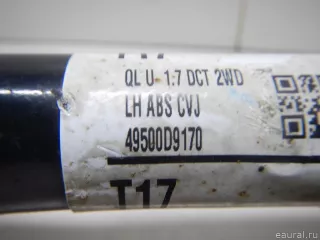 QL U 1.7 DCT 2WD
LH ABS CVJ
49500D9170
T17
© eaural.ru